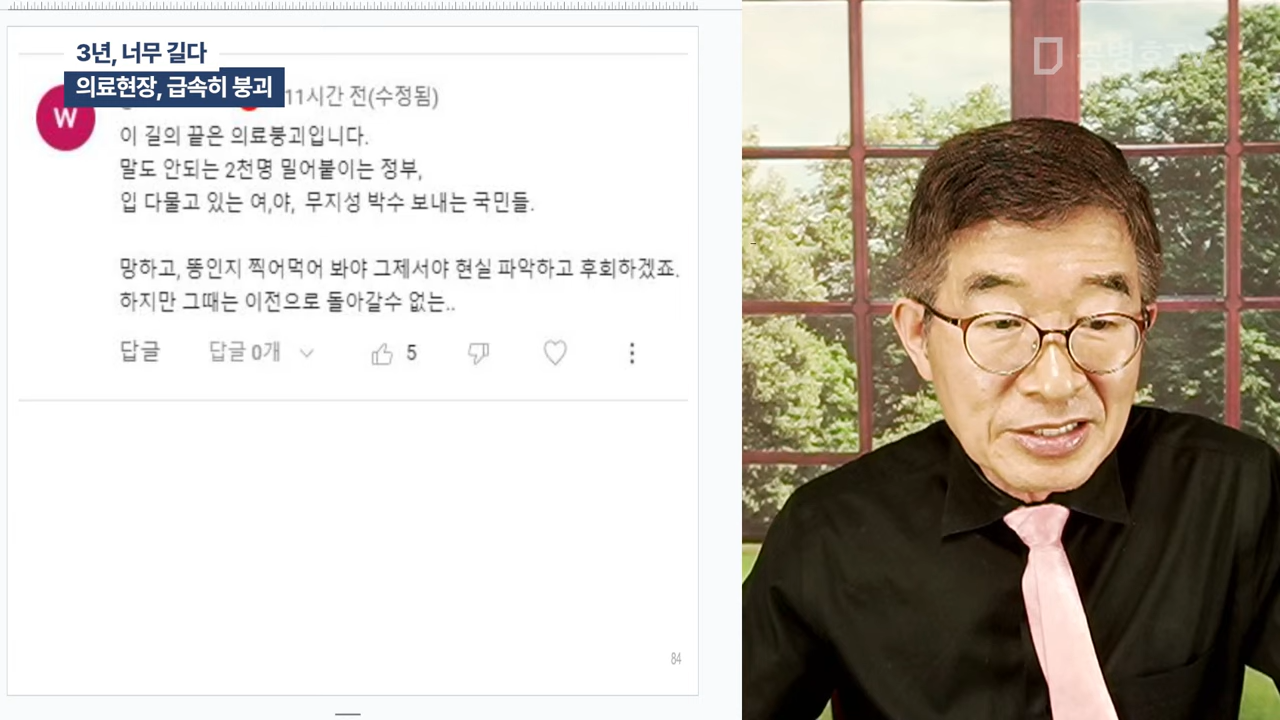 3년, 너무 길다
의료현장, 급속히 붕괴
W
11시간 전(수정됨)
이 길의 끝은 의료붕괴입니다.
말도 안되는 2천명 밀어붙이는 정부,
입 다물고 있는 여,야, 무지성 박수 보내는 국민들.
망하고, 똥인지 찍어먹어 봐야 그제서야 현실 파악하고 후회하겠죠.
하지만 그때는 이전으로 돌아갈수 없는..
답글
답글 0개
5
84
공병호TV